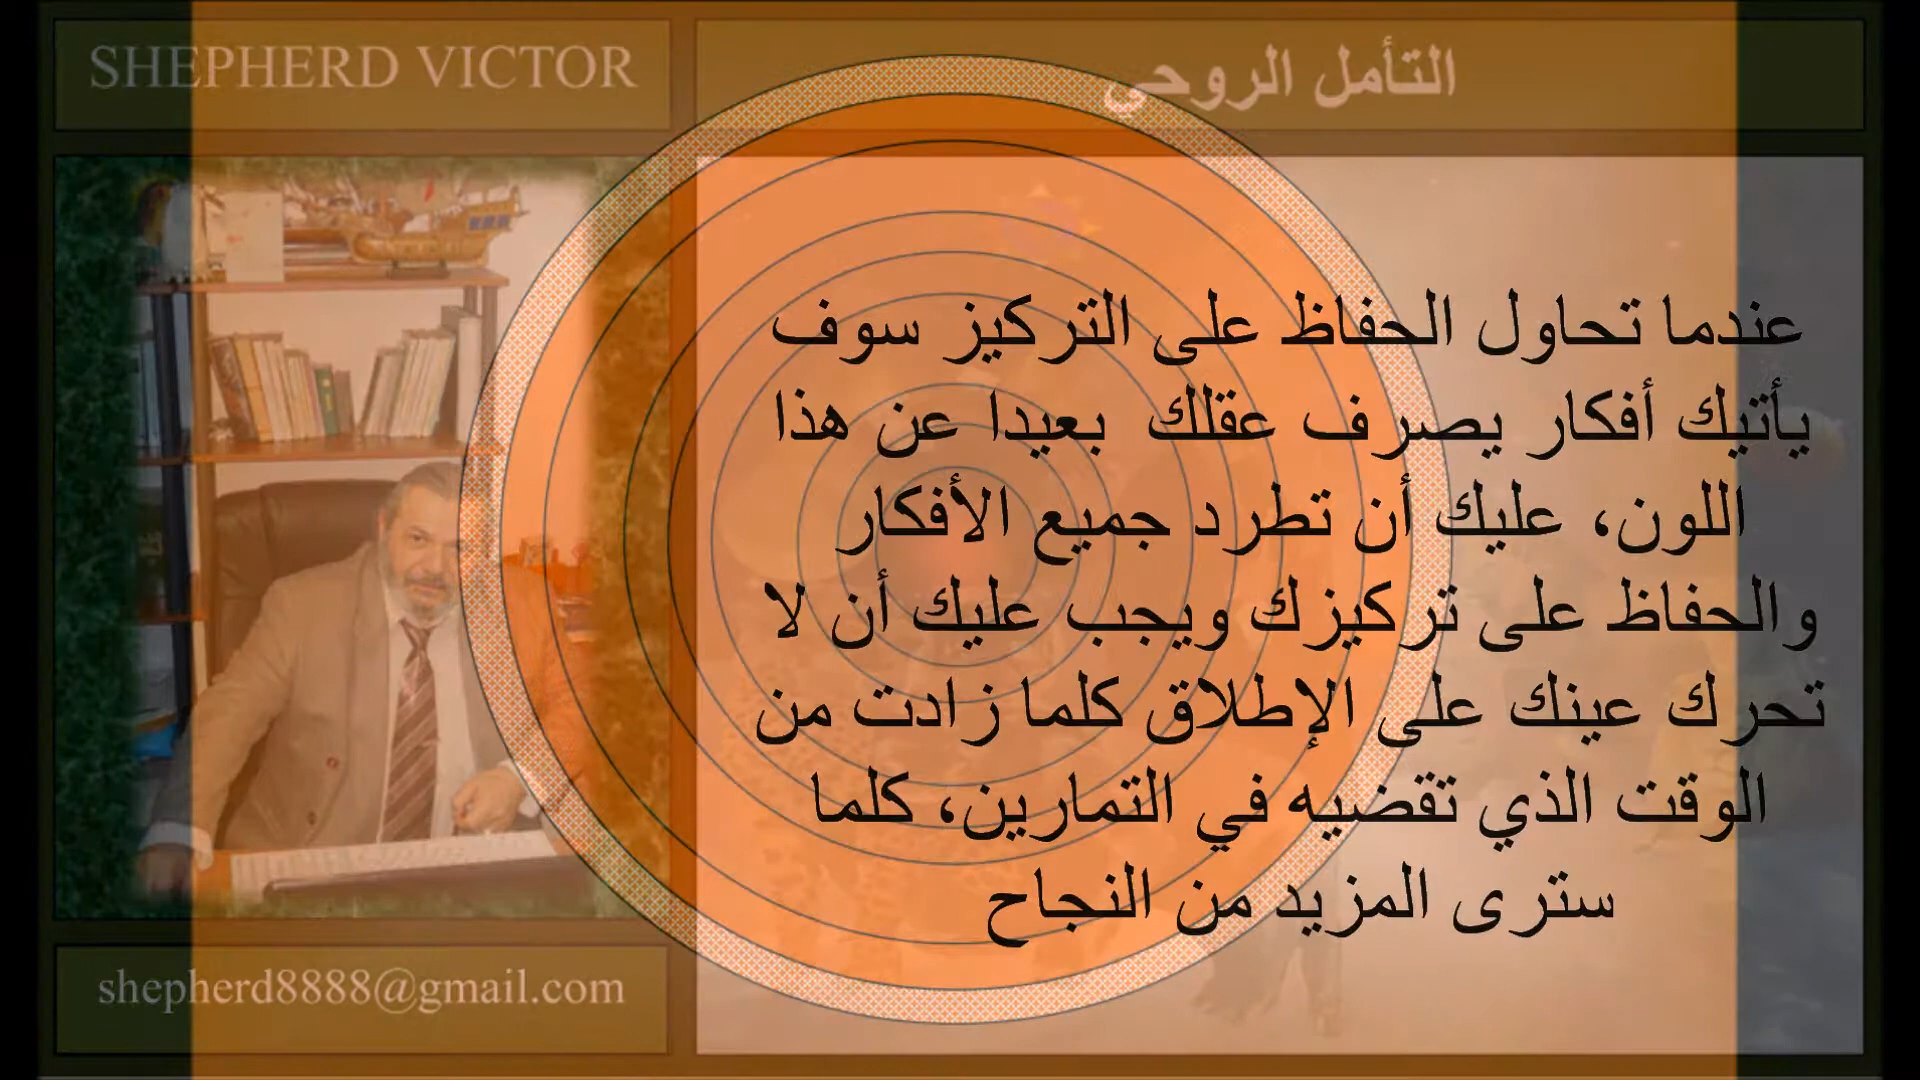 SHEPHERD VICTOR
التأمل الروحي
عندما تحاول الحفاظ على التركيز سوف
يأتيك أفكار يصرف عقلك بعيدا عن هذا
اللون، عليك أن تطرد جميع الأفكار
والحفاظ على تركيزك ويجب عليك أن لا
تحرك عينك على الإطلاق كلما زادت من
الوقت الذي تقضيه في التمارين، كلما
سترى المزيد من النجاح
shepherd8888@gmail.com